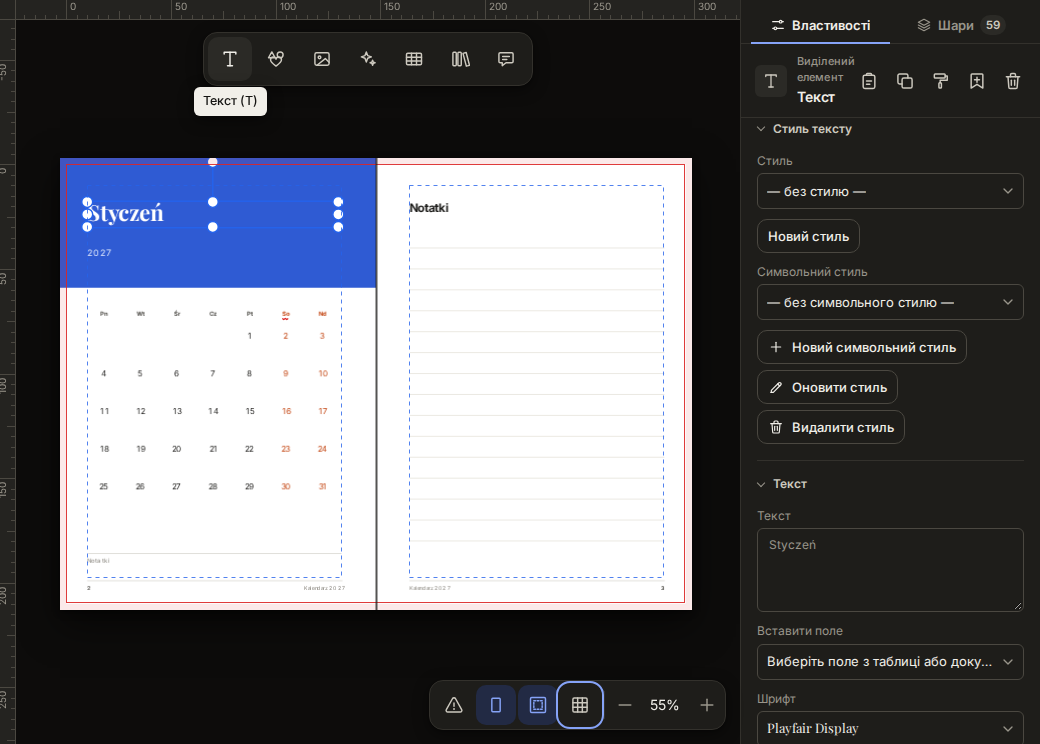 0 50 100 150 200 250 300
-50
0
50
100
150
200
250
Текст (T)
Styczeń
2027
Pn Wt Śr Cz Pt So Nd
1 2 3
4 5 6 7 8 9 10
11 12 13 14 15 16 17
18 19 20 21 22 23 24
25 26 27 28 29 30 31
Notatki
2 Kalendarz 2027
Notatki
Kalendarz 2027 3
55%
Властивості
Шари 59
Виділений
елемент
Текст
Стиль тексту
Стиль
— без стилю —
Новий стиль
Символьний стиль
— без символьного стилю —
Новий символьний стиль
Оновити стиль
Видалити стиль
Текст
Текст
Styczeń
Вставити поле
Виберіть поле з таблиці або доку...
Шрифт
Playfair Display